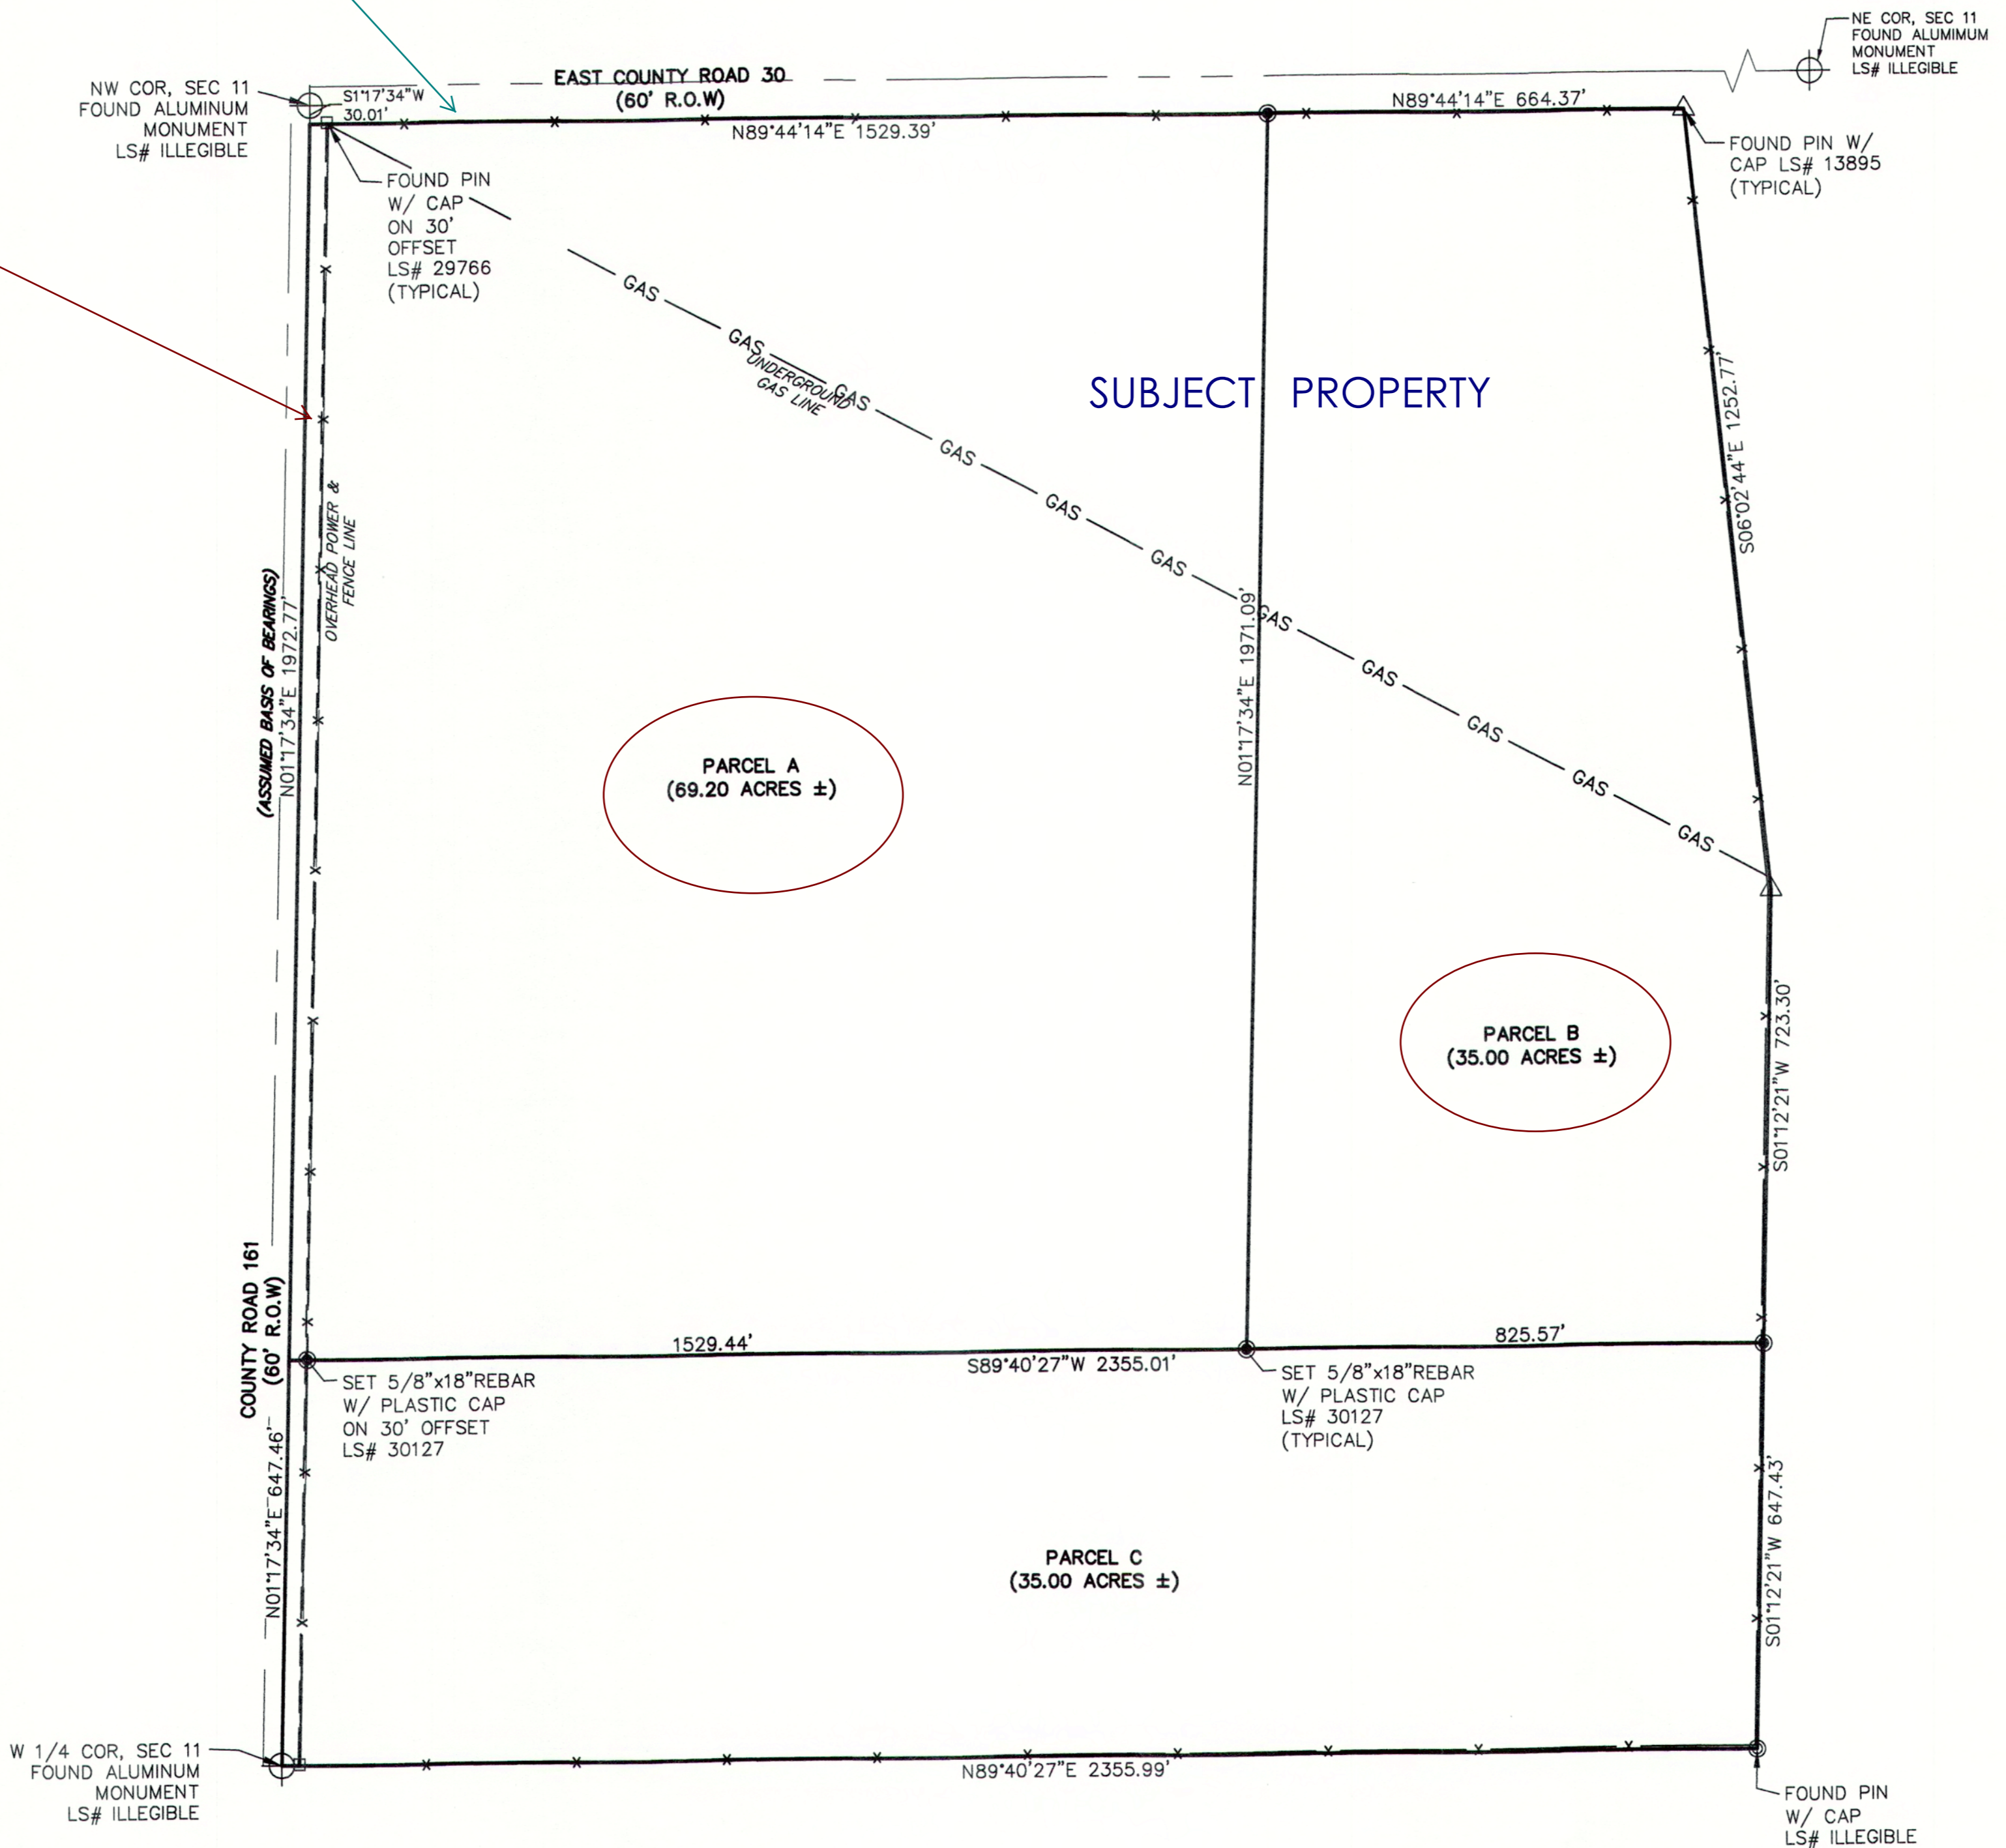 NE COR, SEC 11
FOUND ALUMIMUM
MONUMENT
LS# ILLEGIBLE
EAST COUNTY ROAD 30
(60' R.O.W)
NW COR, SEC 11
FOUND ALUMINUM
MONUMENT
LS# ILLEGIBLE
S1°17'34"W
30.01'
N89°44'14"E 1529.39'
N89°44'14"E 664.37'
FOUND PIN W/
CAP LS# 13895
(TYPICAL)
FOUND PIN
W/ CAP
ON 30'
OFFSET
LS# 29766
(TYPICAL)
GAS
GAS
UNDERGROUND
GAS LINE
GAS
GAS
GAS
GAS
GAS
GAS
GAS
GAS
GAS
SUBJECT PROPERTY
S06°02'44"E 1252.77'
OVERHEAD POWER &
FENCE LINE
(ASSUMED BASIS OF BEARINGS)
N01°17'34"E 1972.77'
N01°17'34"E 1971.09'
PARCEL A
(69.20 ACRES ±)
PARCEL B
(35.00 ACRES ±)
S01°12'21"W 723.30'
COUNTY ROAD 161
(60' R.O.W)
1529.44'
S89°40'27"W 2355.01'
825.57'
SET 5/8"x18"REBAR
W/ PLASTIC CAP
ON 30' OFFSET
LS# 30127
SET 5/8"x18"REBAR
W/ PLASTIC CAP
LS# 30127
(TYPICAL)
N01°17'34"E 647.46'
S01°12'21"W 647.43'
PARCEL C
(35.00 ACRES ±)
W 1/4 COR, SEC 11
FOUND ALUMINUM
MONUMENT
LS# ILLEGIBLE
N89°40'27"E 2355.99'
FOUND PIN
W/ CAP
LS# ILLEGIBLE